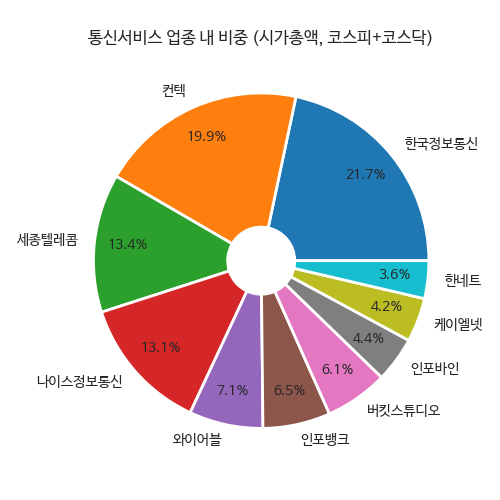 통신서비스 업종 내 비중 (시가총액, 코스피+코스닥)
한국정보통신
21.7%
컨텍
19.9%
세종텔레콤
13.4%
나이스정보통신
13.1%
와이어블
7.1%
인포뱅크
6.5%
버킷스튜디오
6.1%
인포바인
4.4%
케이엘넷
4.2%
한네트
3.6%